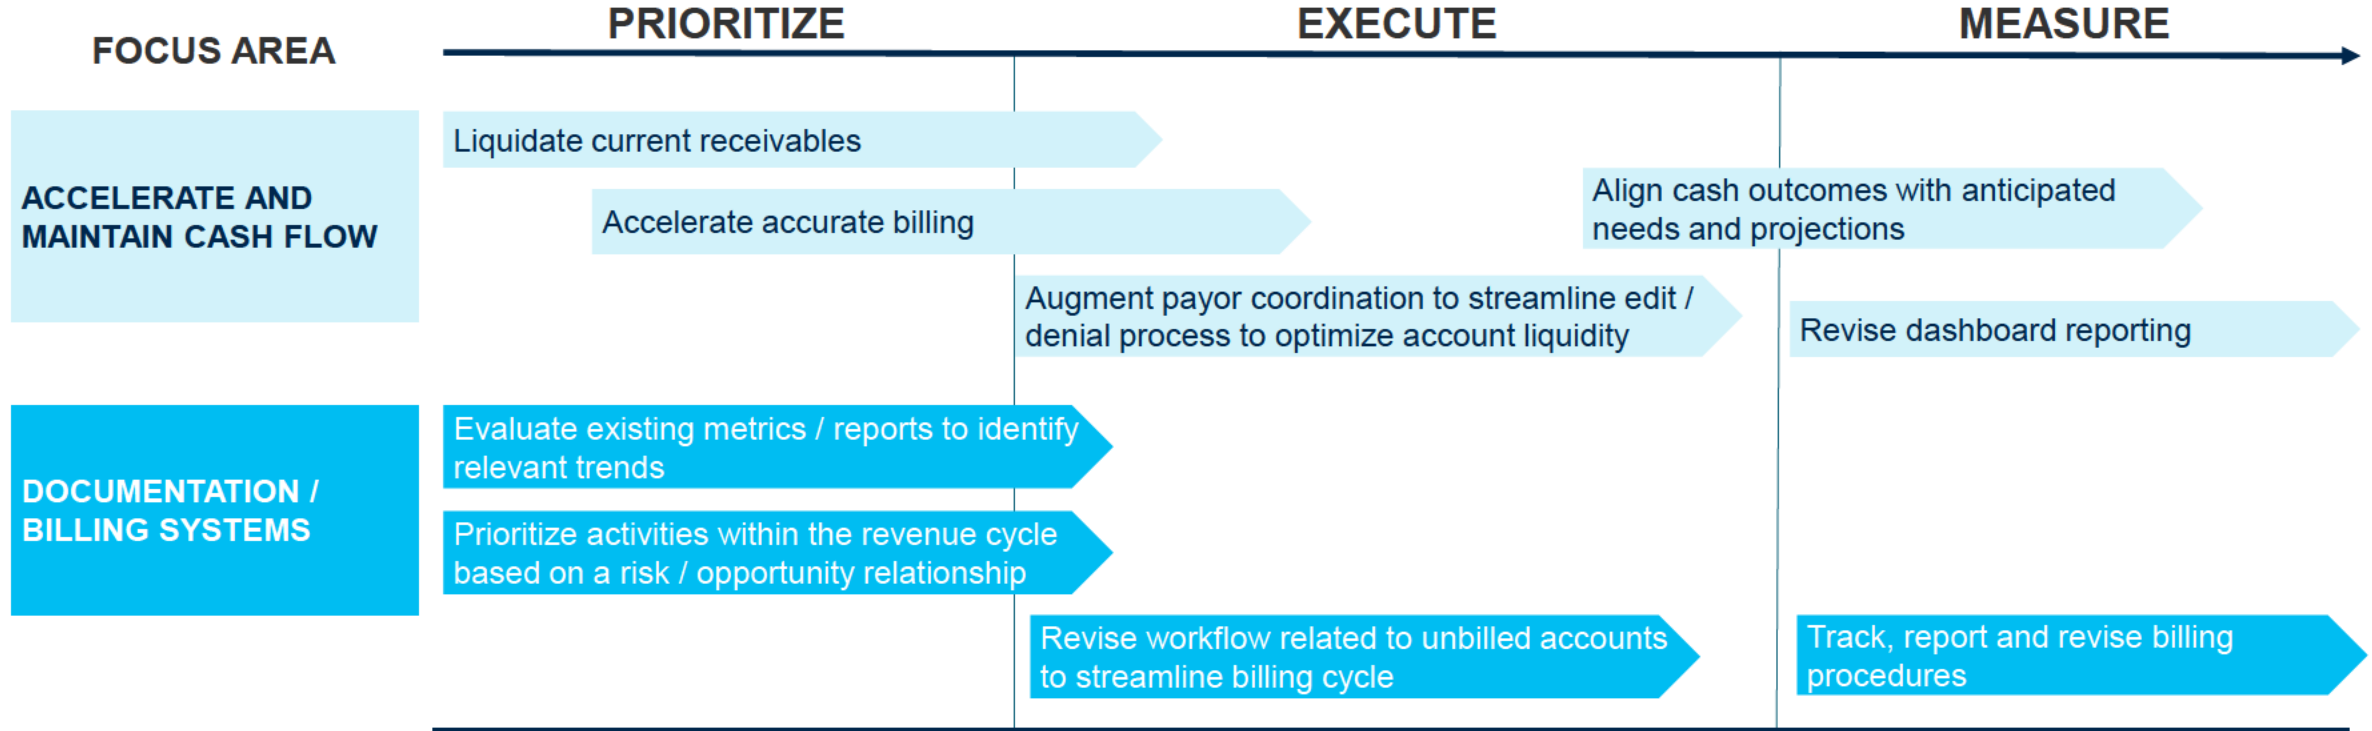 PRIORITIZE
EXECUTE
MEASURE
FOCUS AREA
ACCELERATE AND
MAINTAIN CASH FLOW
Liquidate current receivables
Accelerate accurate billing
Align cash outcomes with anticipated
needs and projections
Augment payor coordination to streamline edit /
denial process to optimize account liquidity
Revise dashboard reporting
DOCUMENTATION /
BILLING SYSTEMS
Evaluate existing metrics / reports to identify
relevant trends
Prioritize activities within the revenue cycle
based on a risk / opportunity relationship
Revise workflow related to unbilled accounts
to streamline billing cycle
Track, report and revise billing
procedures